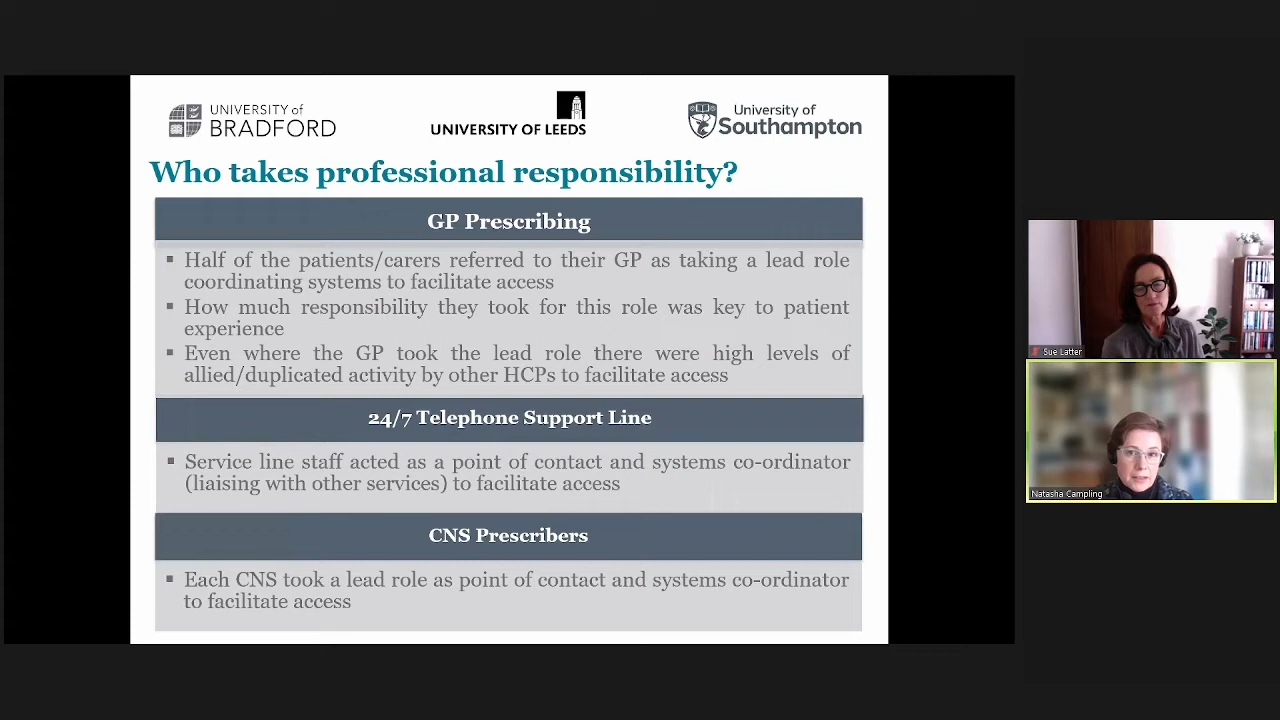 UNIVERSITY of
BRADFORD
UNIVERSITY OF LEEDS
University of
Southampton
Who takes professional responsibility?
GP Prescribing
▪ Half of the patients/carers referred to their GP as taking a lead role
coordinating systems to facilitate access
▪ How much responsibility they took for this role was key to patient
experience
▪ Even where the GP took the lead role there were high levels of
allied/duplicated activity by other HCPs to facilitate access
24/7 Telephone Support Line
▪ Service line staff acted as a point of contact and systems co-ordinator
(liaising with other services) to facilitate access
CNS Prescribers
▪ Each CNS took a lead role as point of contact and systems co-ordinator
to facilitate access
Sue Latter
Natasha Campling